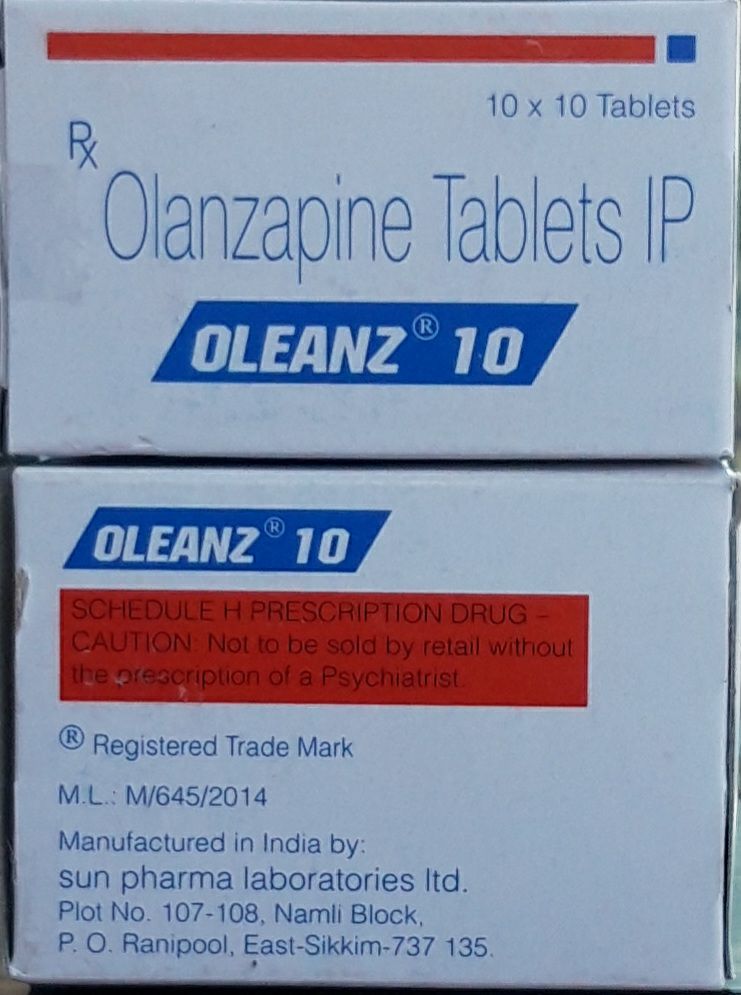 10 x 10 Tablets
Rx
Olanzapine Tablets IP
OLEANZ® 10
OLEANZ® 10
SCHEDULE H PRESCRIPTION DRUG –
CAUTION: Not to be sold by retail without
the prescription of a Psychiatrist.
® Registered Trade Mark
M.L.: M/645/2014
Manufactured in India by:
sun pharma laboratories ltd.
Plot No. 107-108, Namli Block,
P. O. Ranipool, East-Sikkim-737 135.